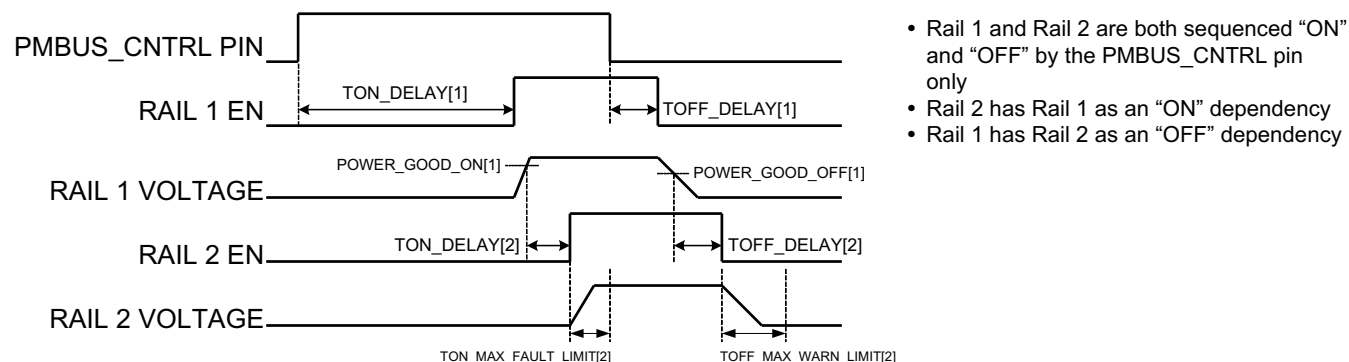 PMBUS_CNTRL PIN
TON_DELAY[1]
RAIL 1 EN
TOFF_DELAY[1]
POWER_GOOD_ON[1]
POWER_GOOD_OFF[1]
RAIL 1 VOLTAGE
TON_DELAY[2]
TOFF_DELAY[2]
RAIL 2 EN
RAIL 2 VOLTAGE
TON_MAX_FAULT_LIMIT[2]
TOFF_MAX_WARN_LIMIT[2]
• Rail 1 and Rail 2 are both sequenced “ON”
and “OFF” by the PMBUS_CNTRL pin
only
• Rail 2 has Rail 1 as an “ON” dependency
• Rail 1 has Rail 2 as an “OFF” dependency